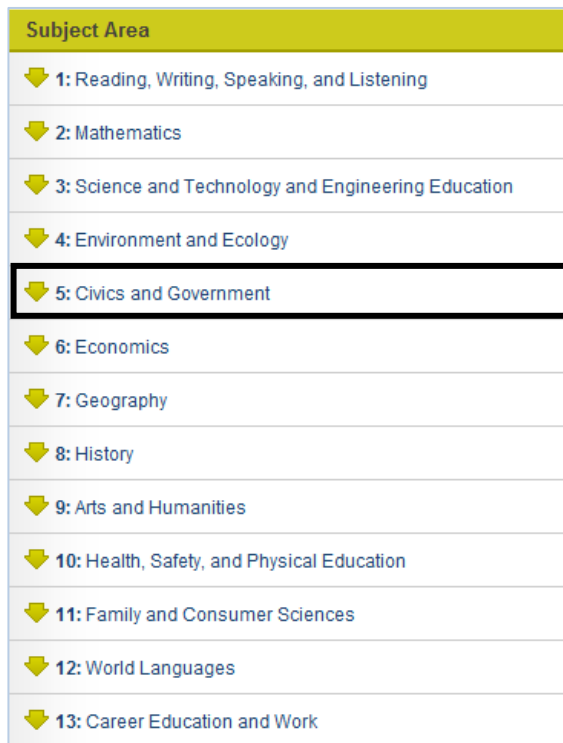 Subject Area
1: Reading, Writing, Speaking, and Listening
2: Mathematics
3: Science and Technology and Engineering Education
4: Environment and Ecology
5: Civics and Government
6: Economics
7: Geography
8: History
9: Arts and Humanities
10: Health, Safety, and Physical Education
11: Family and Consumer Sciences
12: World Languages
13: Career Education and Work